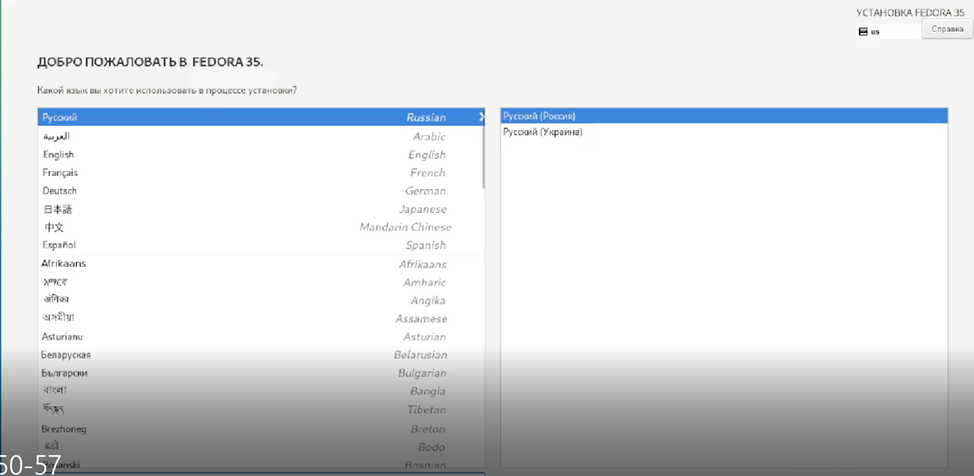 УСТАНОВКА FEDORA 35
us
Справка
ДОБРО ПОЖАЛОВАТЬ В FEDORA 35.
Какой язык вы хотите использовать в процессе установки?
Русский Russian
العربية Arabic
English English
Français French
Deutsch German
日本語 Japanese
中文 Mandarin Chinese
Español Spanish
Afrikaans Afrikaans
አማርኛ Amharic
अंगिका Angika
অসমীয়া Assamese
Asturianu Asturian
Беларуская Belarusian
Български Bulgarian
বাংলা Bangla
Tibetan
Brezhoneg Breton
बड़ो Bodo
Bosanski Bosnian
Русский (Россия)
Русский (Украина)
50-57